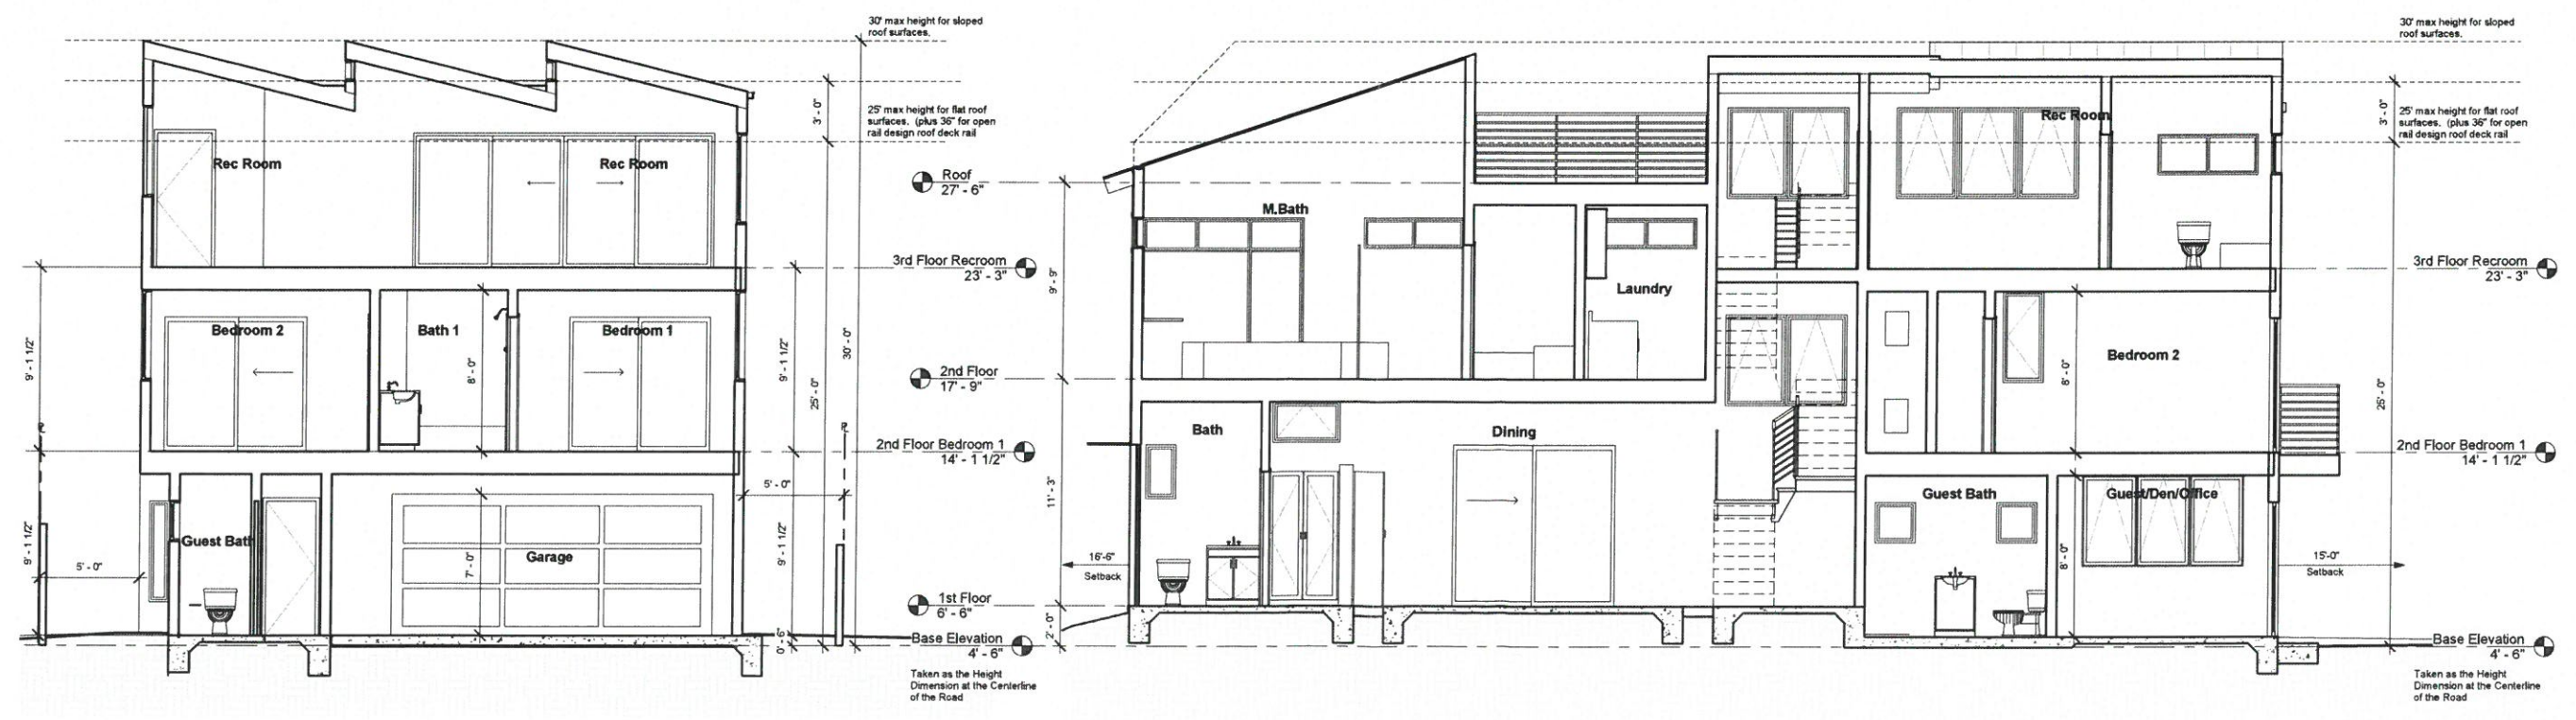 30' max height for sloped
roof surfaces.
3' - 0"
25' max height for flat roof
surfaces. (plus 36" for open
rail design roof deck rail
Rec Room
Rec Room
Roof
27' - 6"
3rd Floor Recroom
23' - 3"
Bedroom 2
Bath 1
Bedroom 1
9' - 1 1/2"
8' - 0"
9' - 1 1/2"
25' - 0"
30' - 0"
2nd Floor
17' - 9"
2nd Floor Bedroom 1
14' - 1 1/2"
5' - 0"
Guest Bath
Garage
9' - 1 1/2"
5' - 0"
7' - 0"
9' - 1 1/2"
1st Floor
6' - 6"
0' - 6"
Base Elevation
4' - 6"
Taken as the Height
Dimension at the Centerline
of the Road
30' max height for sloped
roof surfaces.
3' - 0"
25' max height for flat roof
surfaces. (plus 36" for open
rail design roof deck rail
Rec Room
M.Bath
9' - 9"
Laundry
3rd Floor Recroom
23' - 3"
Bedroom 2
8' - 0"
25' - 0"
Bath
Dining
2nd Floor Bedroom 1
14' - 1 1/2"
11' - 3"
Guest Bath
Guest/Den/Office
8' - 0"
16'-6"
Setback
15'-0"
Setback
2' - 0"
Base Elevation
4' - 6"
Taken as the Height
Dimension at the Centerline
of the Road